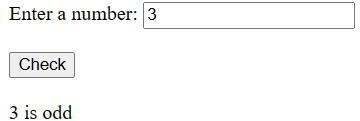 Enter a number: 3
Check
3 is odd